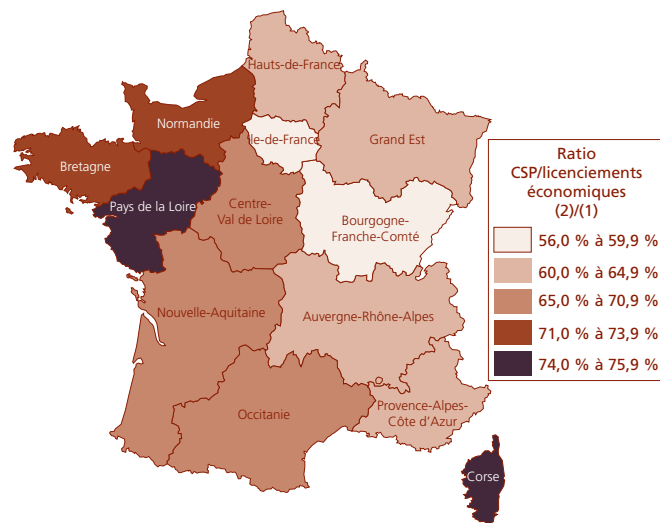 Hauts-de-France
Normandie
Ile-de-France
Grand Est
Bretagne
Pays de la Loire
Centre-
Val de Loire
Bourgogne-
Franche-Comté
Nouvelle-Aquitaine
Auvergne-Rhône-Alpes
Occitanie
Provence-Alpes-
Côte d'Azur
Corse
Ratio
CSP/licenciements
économiques
(2)/(1)
56,0 % à 59,9 %
60,0 % à 64,9 %
65,0 % à 70,9 %
71,0 % à 73,9 %
74,0 % à 75,9 %